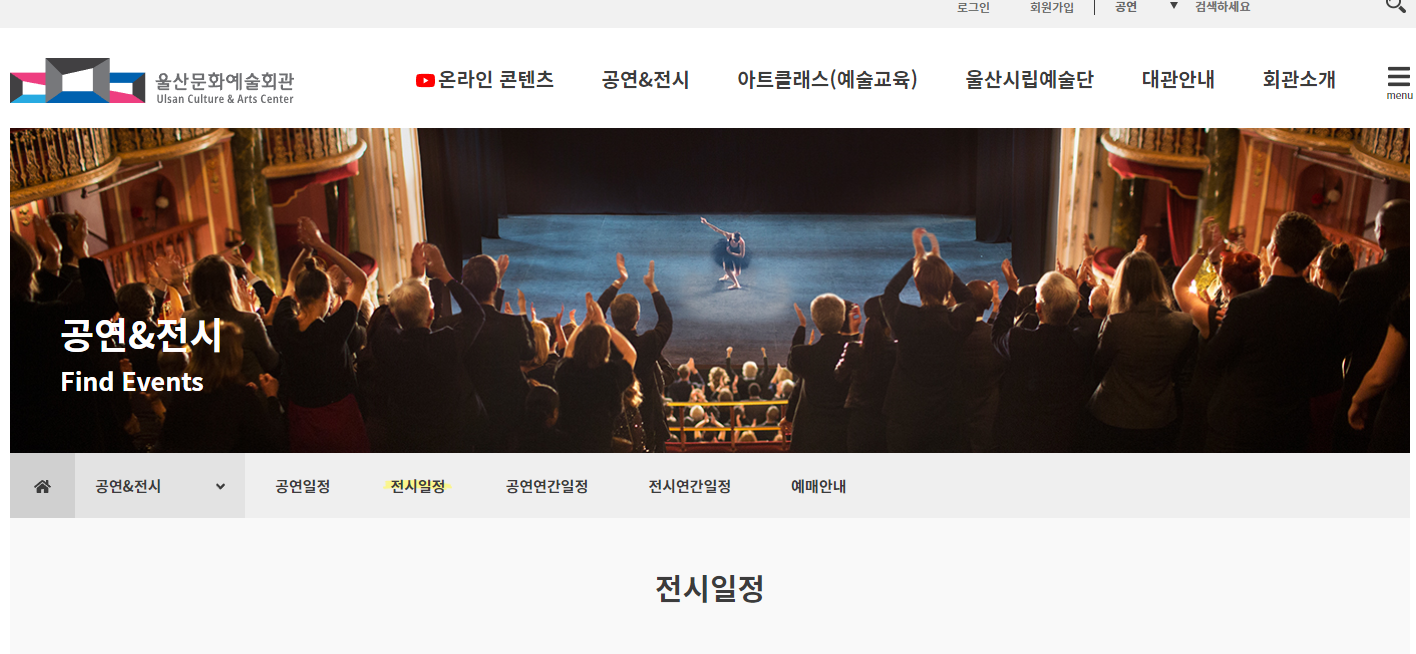 로그인 회원가입 공연 검색하세요
울산문화예술회관
Ulsan Culture & Arts Center
온라인 콘텐츠 공연&전시 아트클래스(예술교육) 울산시립예술단 대관안내 회관소개
menu
공연&전시
Find Events
공연&전시 공연일정 전시일정 공연연간일정 전시연간일정 예매안내
전시일정